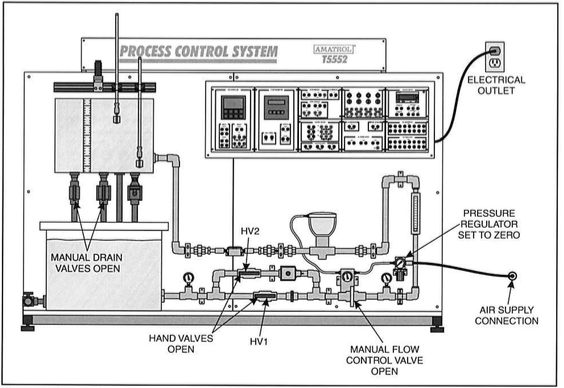 PROCESS CONTROL SYSTEM
AMATROL
T5552
ELECTRICAL
OUTLET
PRESSURE
REGULATOR
SET TO ZERO
HV2
MANUAL DRAIN
VALVES OPEN
AIR SUPPLY
CONNECTION
HAND VALVES
OPEN
HV1
MANUAL FLOW
CONTROL VALVE
OPEN